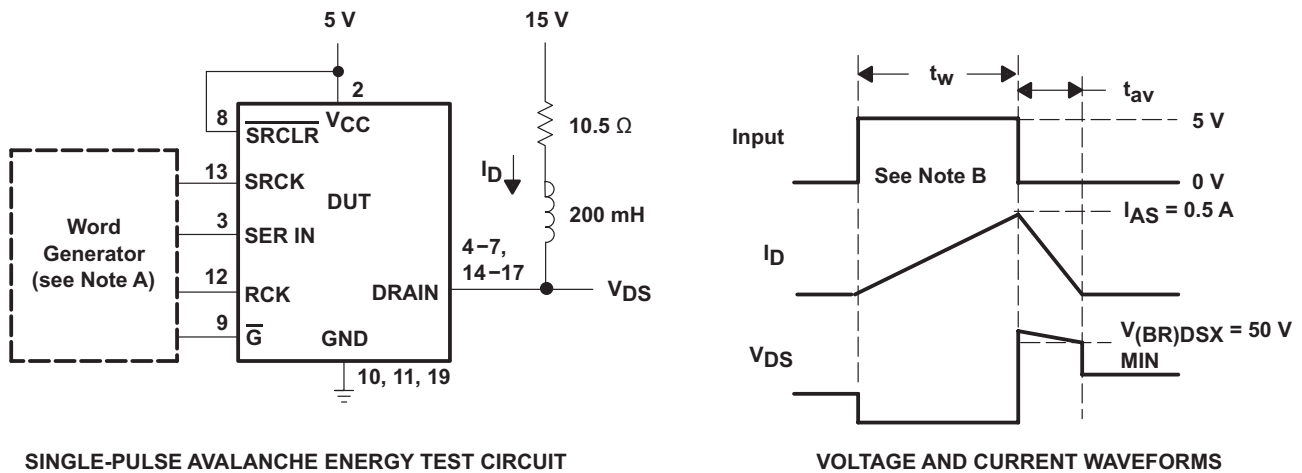 5 V
15 V
2
8
VCC
SRCLR
10.5 Ω
13
SRCK
DUT
ID
Word
Generator
(see Note A)
3
SER IN
200 mH
4−7,
14−17
12
RCK
DRAIN
VDS
9
G
GND
10, 11, 19
SINGLE-PULSE AVALANCHE ENERGY TEST CIRCUIT
tw
tav
Input
5 V
See Note B
0 V
IAS = 0.5 A
ID
V(BR)DSX = 50 V
MIN
VDS
VOLTAGE AND CURRENT WAVEFORMS